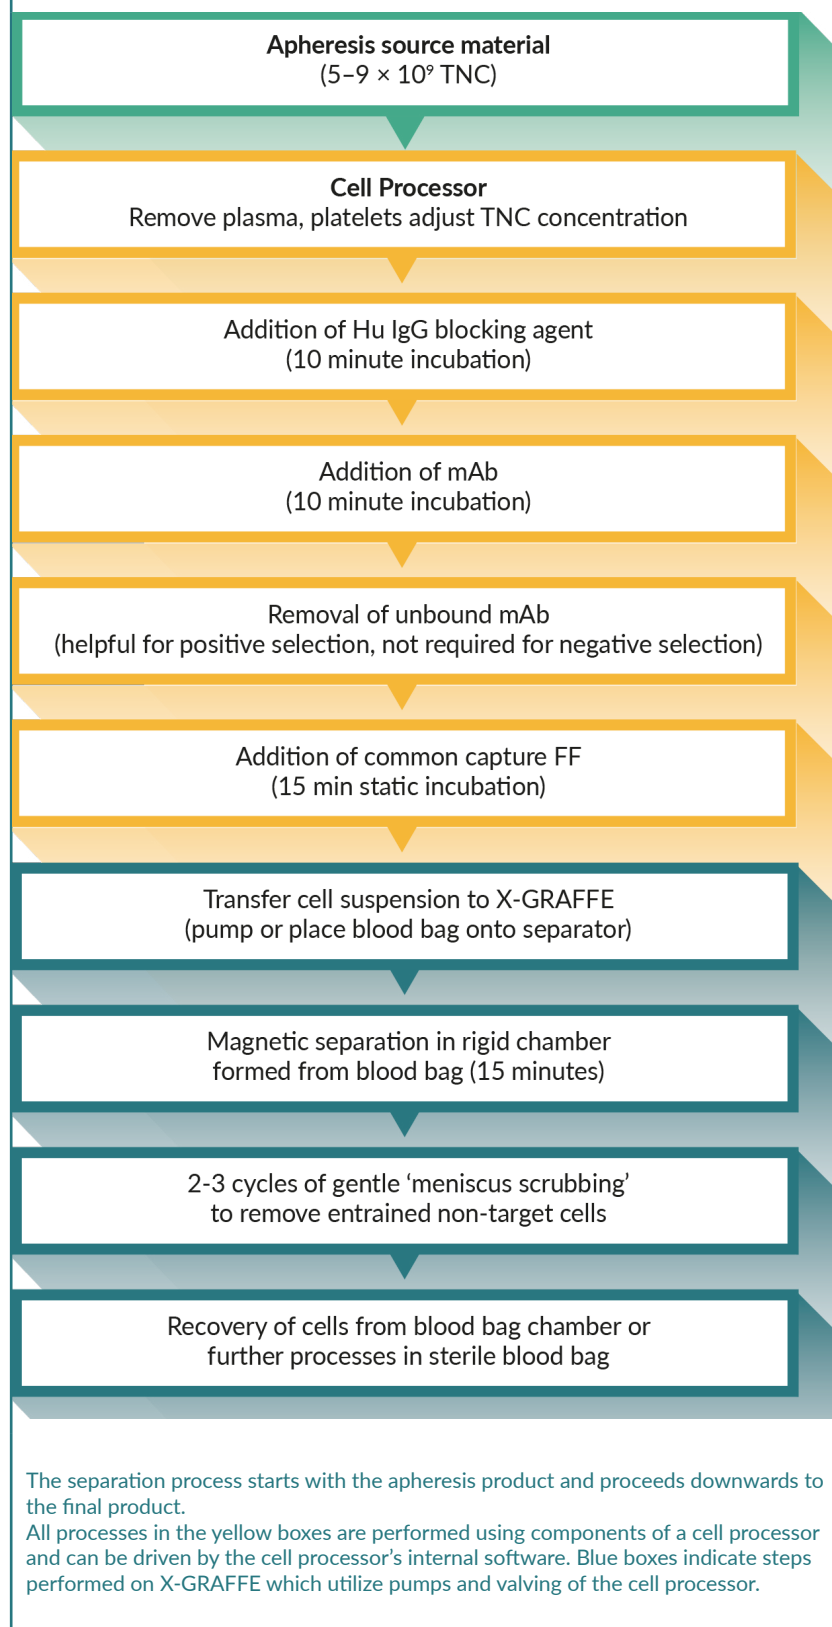 Apheresis source material
(5–9 × 10⁹ TNC)
Cell Processor
Remove plasma, platelets adjust TNC concentration
Addition of Hu IgG blocking agent
(10 minute incubation)
Addition of mAb
(10 minute incubation)
Removal of unbound mAb
(helpful for positive selection, not required for negative selection)
Addition of common capture FF
(15 min static incubation)
Transfer cell suspension to X-GRAFFE
(pump or place blood bag onto separator)
Magnetic separation in rigid chamber
formed from blood bag (15 minutes)
2-3 cycles of gentle ‘meniscus scrubbing’
to remove entrained non-target cells
Recovery of cells from blood bag chamber or
further processes in sterile blood bag
The separation process starts with the apheresis product and proceeds downwards to
the final product.
All processes in the yellow boxes are performed using components of a cell processor
and can be driven by the cell processor’s internal software. Blue boxes indicate steps
performed on X-GRAFFE which utilize pumps and valving of the cell processor.